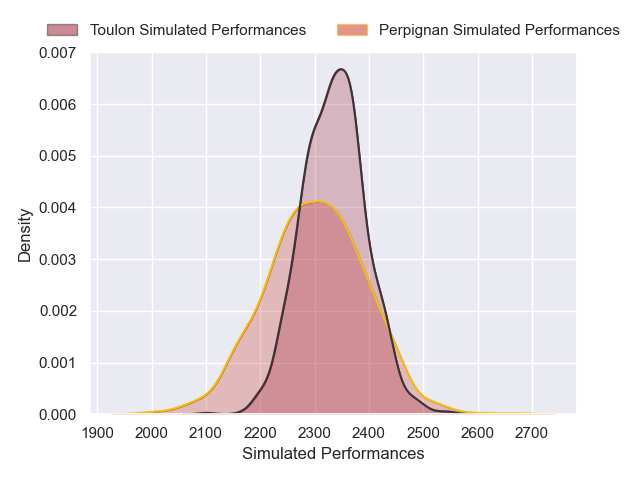 Toulon Simulated Performances
Perpignan Simulated Performances
0.007
0.006
0.005
0.004
0.003
0.002
0.001
0.000
Density
1900 2000 2100 2200 2300 2400 2500 2600 2700
Simulated Performances